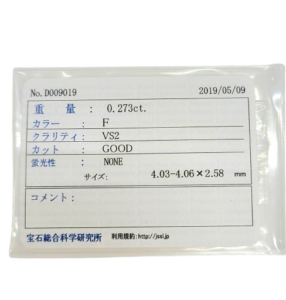 No.D009019 2019/05/09
重 量: 0.273ct.
カラー: F
クラリティ: VS2
カット: GOOD
蛍光性: NONE
サイズ: 4.03-4.06×2.58 mm
コメント:
宝石総合科学研究所 利用規約:http://jssl.jp